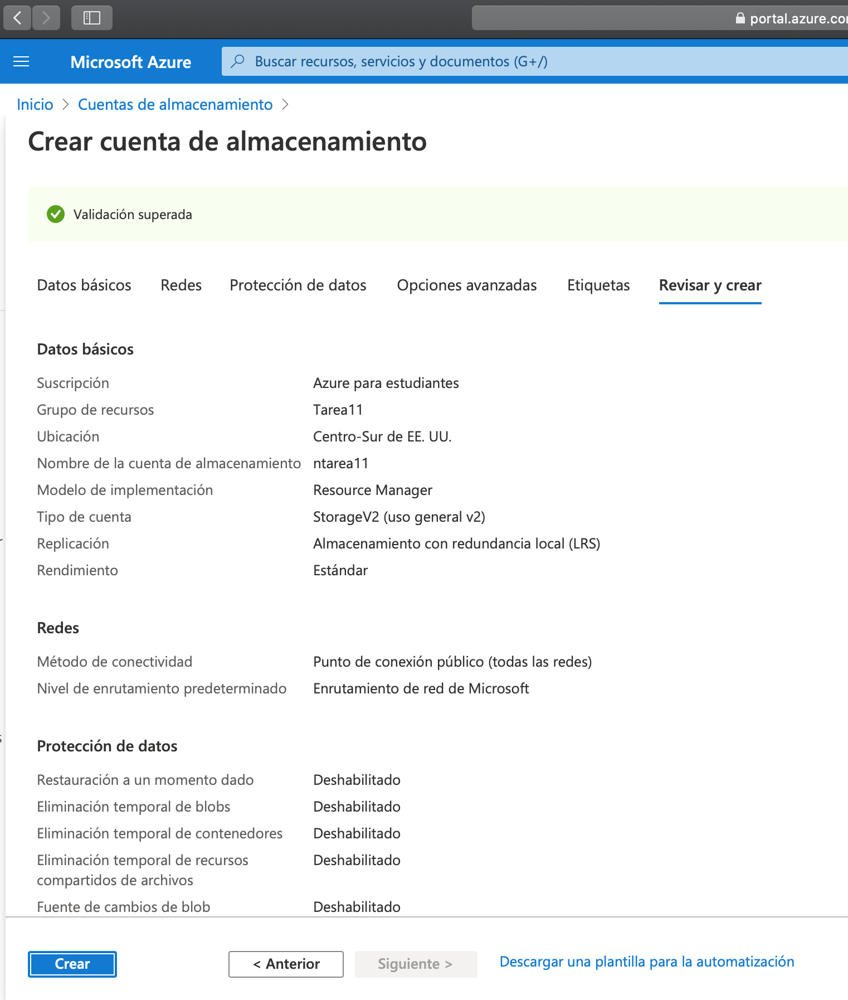 portal.azure.co
Microsoft Azure
Buscar recursos, servicios y documentos (G+/)
Inicio > Cuentas de almacenamiento >
Crear cuenta de almacenamiento
Validación superada
Datos básicos Redes Protección de datos Opciones avanzadas Etiquetas Revisar y crear
Datos básicos
Suscripción Azure para estudiantes
Grupo de recursos Tarea11
Ubicación Centro-Sur de EE. UU.
Nombre de la cuenta de almacenamiento ntarea11
Modelo de implementación Resource Manager
Tipo de cuenta StorageV2 (uso general v2)
Replicación Almacenamiento con redundancia local (LRS)
Rendimiento Estándar
Redes
Método de conectividad Punto de conexión público (todas las redes)
Nivel de enrutamiento predeterminado Enrutamiento de red de Microsoft
Protección de datos
Restauración a un momento dado Deshabilitado
Eliminación temporal de blobs Deshabilitado
Eliminación temporal de contenedores Deshabilitado
Eliminación temporal de recursos Deshabilitado
compartidos de archivos
Fuente de cambios de blob Deshabilitado
Crear < Anterior Siguiente > Descargar una plantilla para la automatización